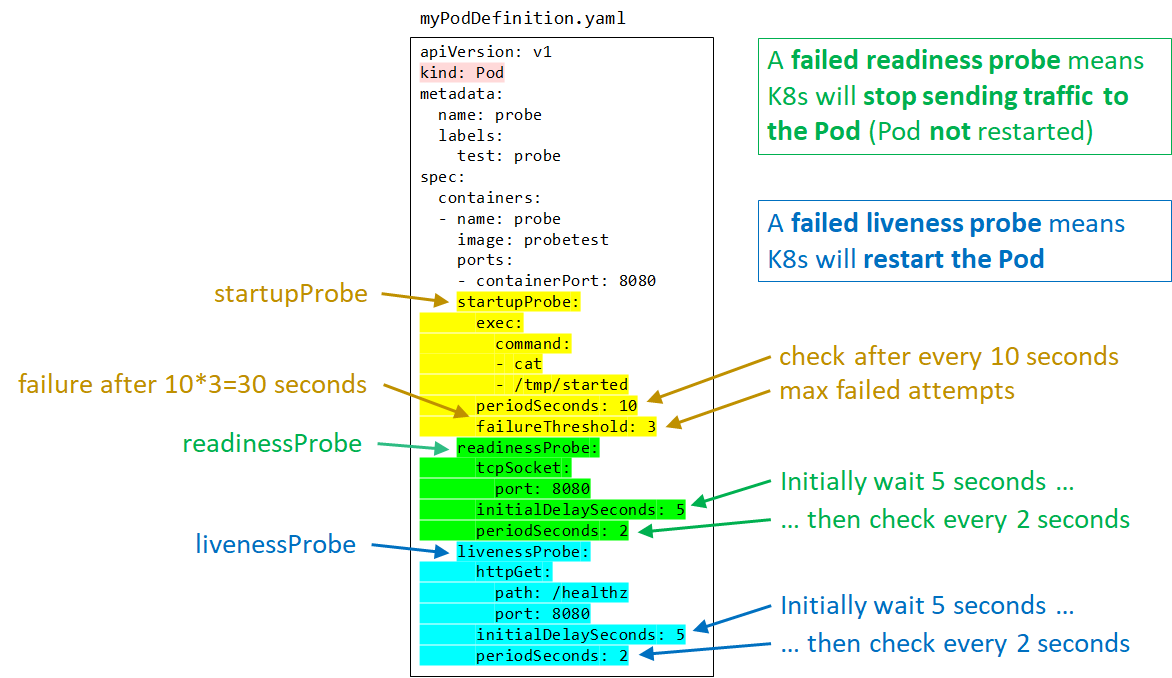 myPodDefinition.yaml
apiVersion: v1
kind: Pod
metadata:
  name: probe
  labels:
    test: probe
spec:
  containers:
  - name: probe
    image: probetest
    ports:
    - containerPort: 8080
    startupProbe:
      exec:
        command:
        - cat
        - /tmp/started
      periodSeconds: 10
      failureThreshold: 3
    readinessProbe:
      tcpSocket:
        port: 8080
      initialDelaySeconds: 5
      periodSeconds: 2
    livenessProbe:
      httpGet:
        path: /healthz
        port: 8080
      initialDelaySeconds: 5
      periodSeconds: 2
startupProbe
failure after 10*3=30 seconds
readinessProbe
livenessProbe
A failed readiness probe means
K8s will stop sending traffic to
the Pod (Pod not restarted)
A failed liveness probe means
K8s will restart the Pod
check after every 10 seconds
max failed attempts
Initially wait 5 seconds ...
... then check every 2 seconds
Initially wait 5 seconds ...
... then check every 2 seconds